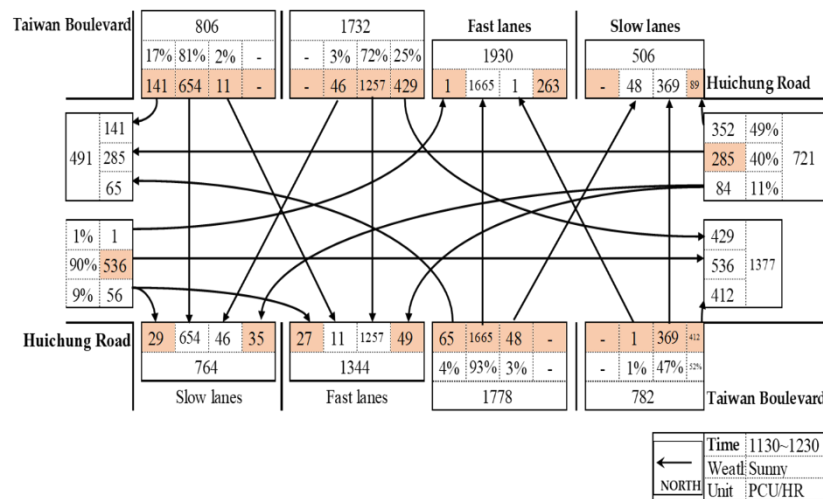 Taiwan Boulevard 806 1732 Fast lanes Slow lanes
17% 81% 2% - - 3% 72% 25% 1930 506
141 654 11 - - 46 1257 429 1 1665 1 263 - 48 369 89 Huichung Road
491 141 285 65
352 49% 285 40% 84 11% 721
1% 1
90% 536
9% 56
429 536 412 1377
Huichung Road 29 654 46 35 27 11 1257 49 65 1665 48 - - 1 369 412
764 1344 4% 93% 3% - - 1% 47% 52%
Slow lanes Fast lanes 1778 782 Taiwan Boulevard
Time 1130~1230
Weatl Sunny
NORTH Unit PCU/HR